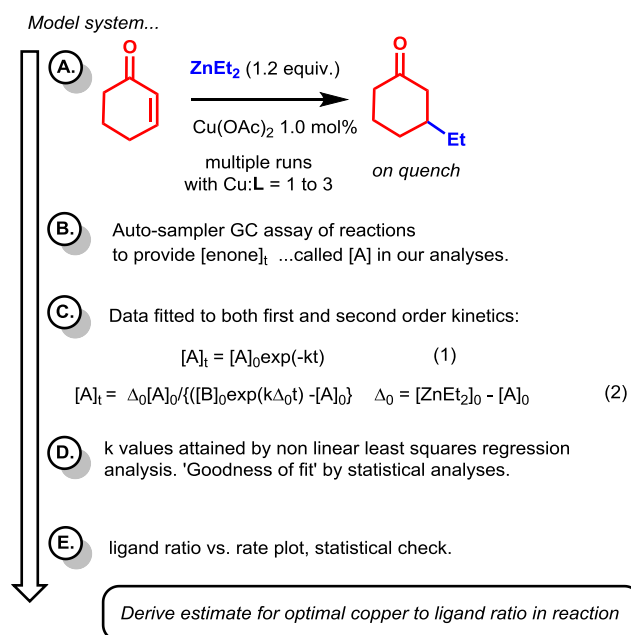 Model system...
A.
O
ZnEt₂ (1.2 equiv.)
Cu(OAc)₂ 1.0 mol%
multiple runs
with Cu:L = 1 to 3
O
Et
on quench
B.
Auto-sampler GC assay of reactions
to provide [enone]ₜ ...called [A] in our analyses.
C.
Data fitted to both first and second order kinetics:
[A]ₜ = [A]₀exp(-kt) (1)
[A]ₜ = Δ₀[A]₀/{([B]₀exp(kΔ₀t) -[A]₀} Δ₀ = [ZnEt₂]₀ - [A]₀ (2)
D.
k values attained by non linear least squares regression
analysis. 'Goodness of fit' by statistical analyses.
E.
ligand ratio vs. rate plot, statistical check.
Derive estimate for optimal copper to ligand ratio in reaction